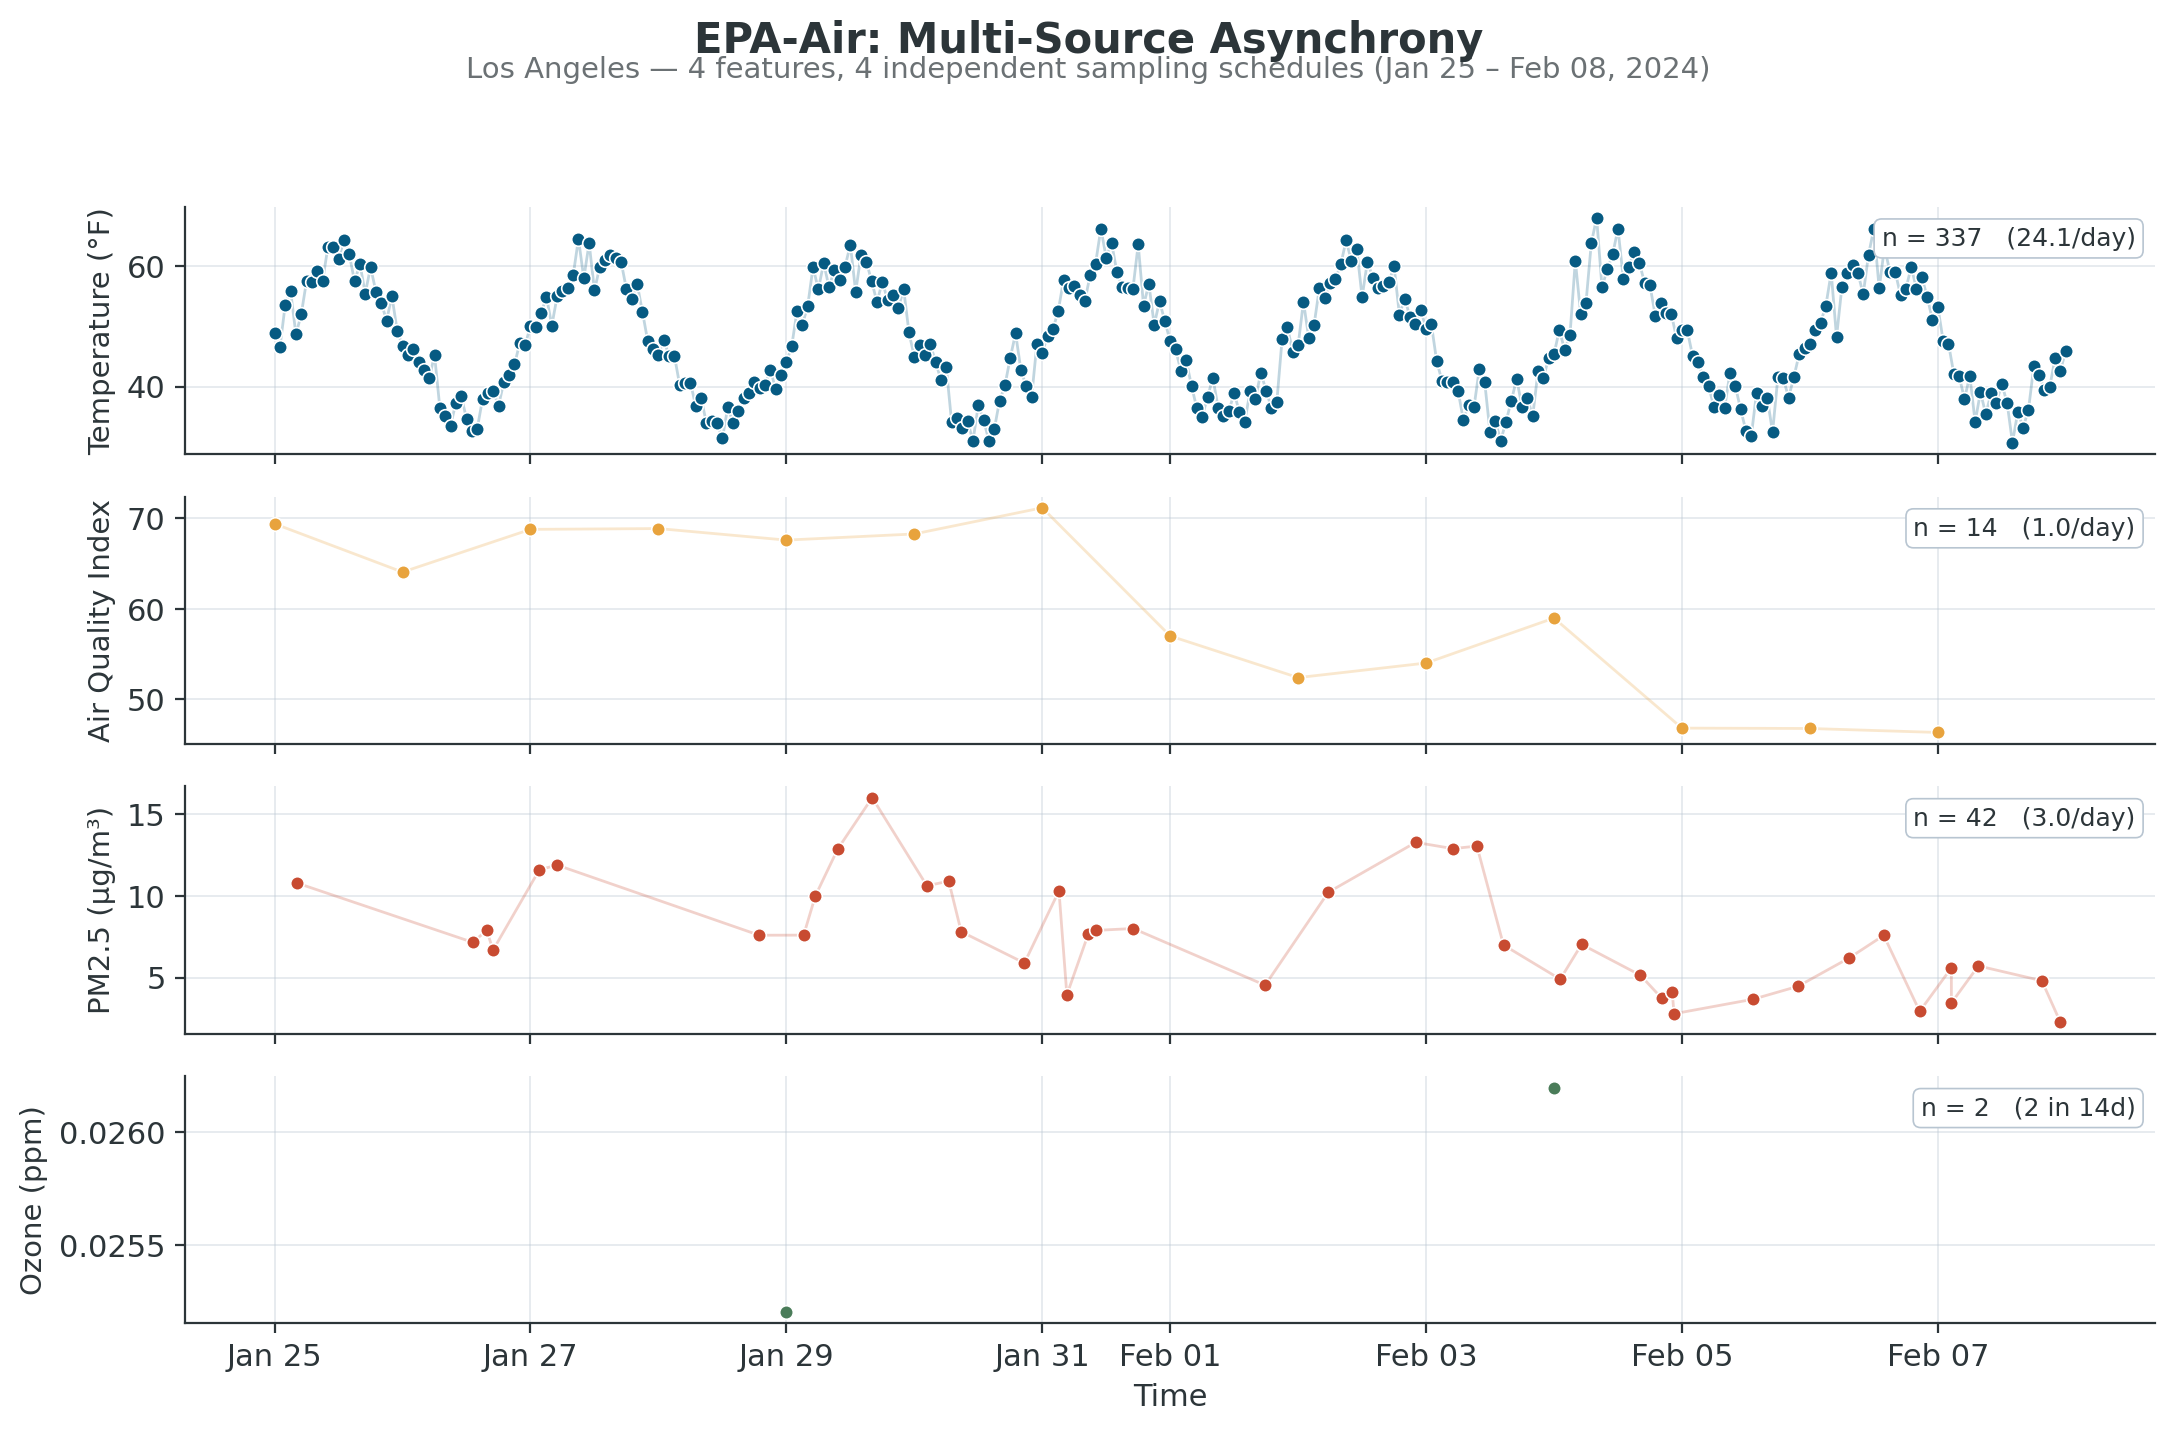 EPA-Air: Multi-Source Asynchrony
Los Angeles — 4 features, 4 independent sampling schedules (Jan 25 – Feb 08, 2024)
Temperature (°F)
60
40
n = 337 (24.1/day)
Air Quality Index
70
60
50
n = 14 (1.0/day)
PM2.5 (µg/m³)
15
10
5
n = 42 (3.0/day)
Ozone (ppm)
0.0260
0.0255
n = 2 (2 in 14d)
Jan 25 Jan 27 Jan 29 Jan 31 Feb 01 Feb 03 Feb 05 Feb 07
Time